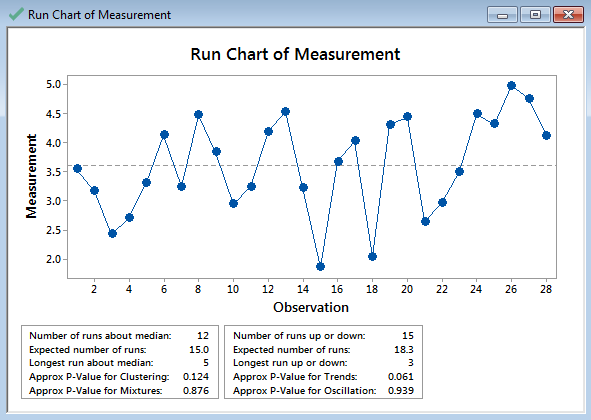 Run Chart of Measurement
Run Chart of Measurement
5.0
4.5
4.0
3.5
3.0
2.5
2.0
Measurement
2 4 6 8 10 12 14 16 18 20 22 24 26 28
Observation
Number of runs about median: 12
Expected number of runs: 15.0
Longest run about median: 5
Approx P-Value for Clustering: 0.124
Approx P-Value for Mixtures: 0.876
Number of runs up or down: 15
Expected number of runs: 18.3
Longest run up or down: 3
Approx P-Value for Trends: 0.061
Approx P-Value for Oscillation: 0.939